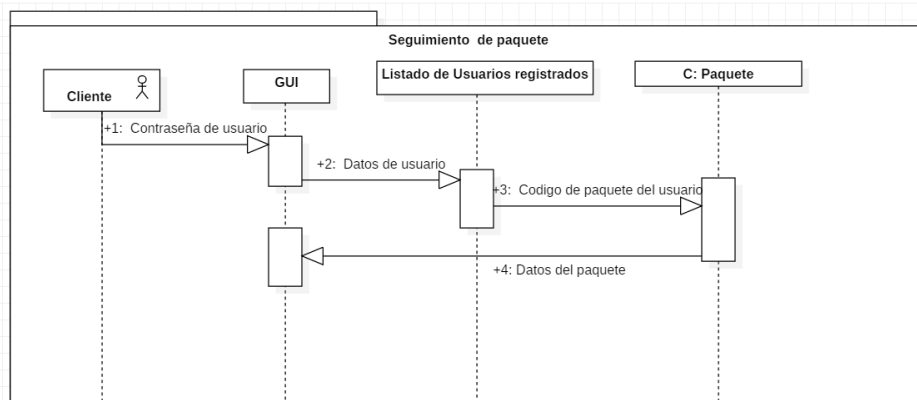 Seguimiento de paquete
Cliente
GUI
Listado de Usuarios registrados
C: Paquete
+1: Contraseña de usuario
+2: Datos de usuario
+3: Codigo de paquete del usuario
+4: Datos del paquete